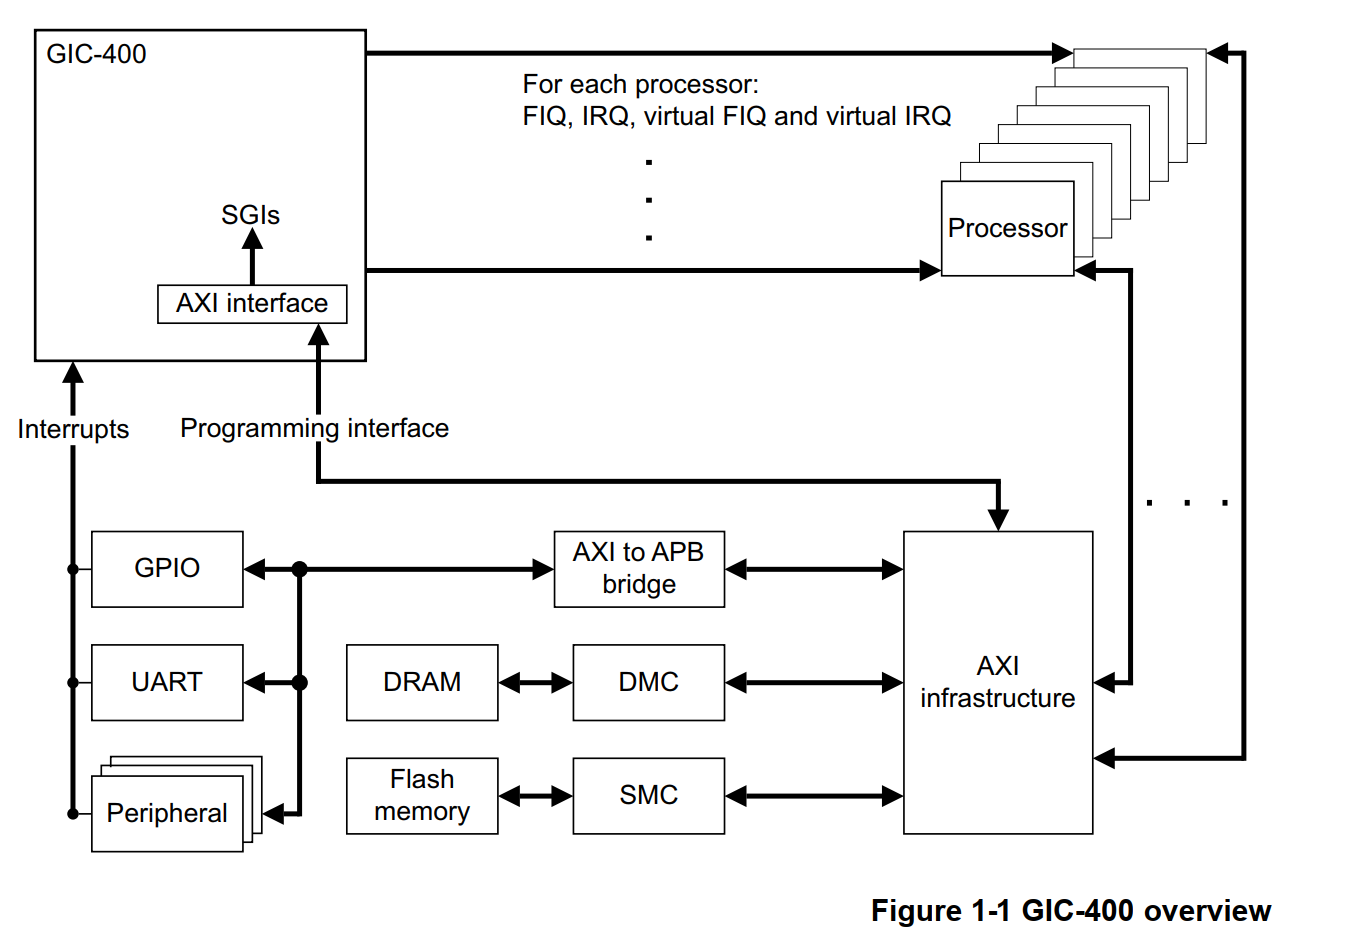 GIC-400
For each processor:
FIQ, IRQ, virtual FIQ and virtual IRQ
SGIs
Processor
AXI interface
Interrupts
Programming interface
GPIO
AXI to APB
bridge
UART
DRAM
DMC
AXI
infrastructure
Peripheral
Flash
memory
SMC
Figure 1-1 GIC-400 overview